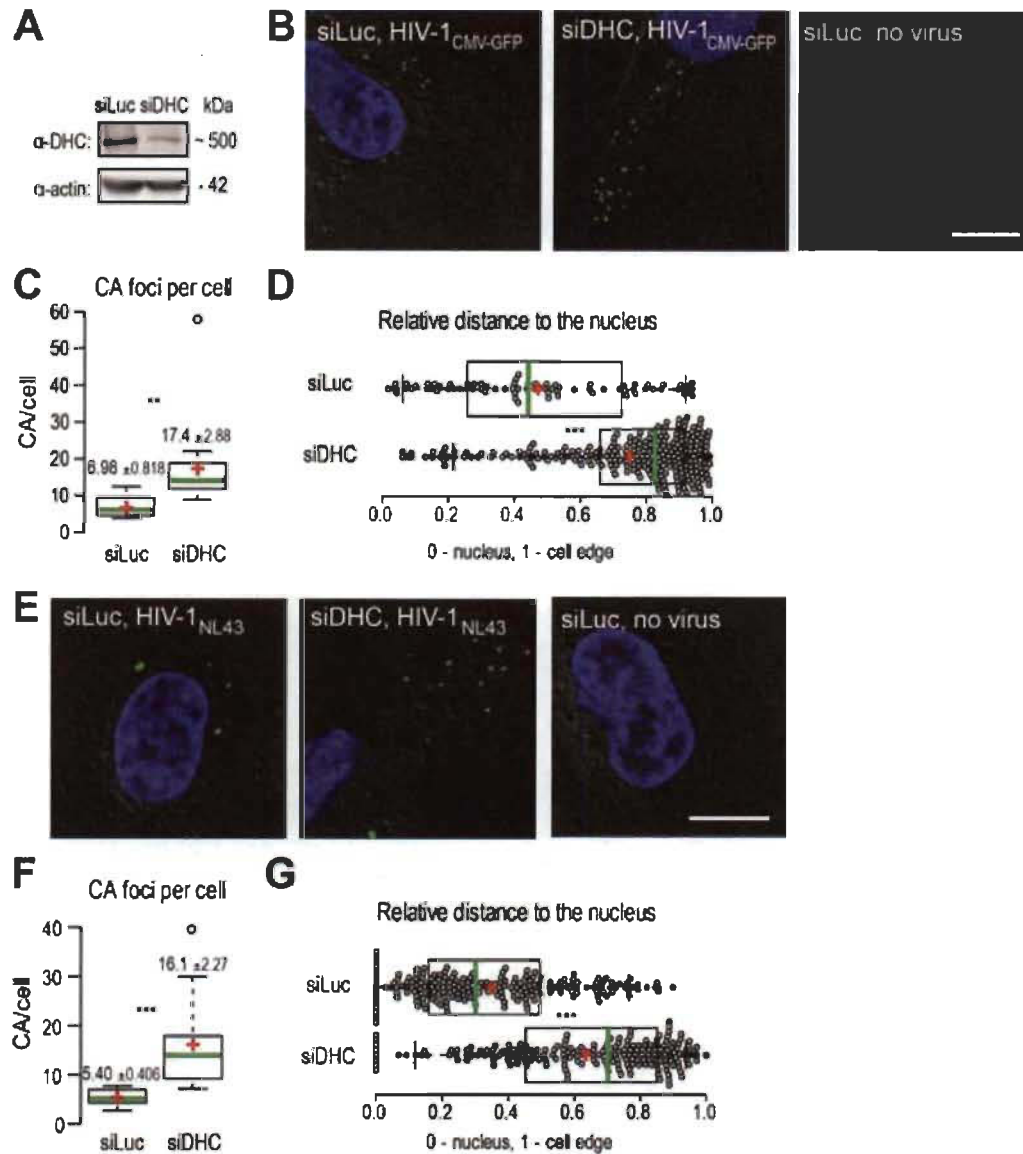 A
siLuc siDHC kDa
α-DHC: ~ 500
α-actin: - 42
B
siLuc, HIV-1CMV-GFP
siDHC, HIV-1CMV-GFP
siLuc no virus
C
CA foci per cell
CA/cell
60
50
40
30
20
10
0
**
6.98 ±0.818
17.4 ±2.88
siLuc siDHC
D
Relative distance to the nucleus
siLuc
***
siDHC
0.0 0.2 0.4 0.6 0.8 1.0
0 - nucleus, 1 - cell edge
E
siLuc, HIV-1NL43
siDHC, HIV-1NL43
siLuc, no virus
F
CA foci per cell
CA/cell
40
30
20
10
0
***
5.40 ±0.406
16.1 ±2.27
siLuc siDHC
G
Relative distance to the nucleus
siLuc
***
siDHC
0.0 0.2 0.4 0.6 0.8 1.0
0 - nucleus, 1 - cell edge